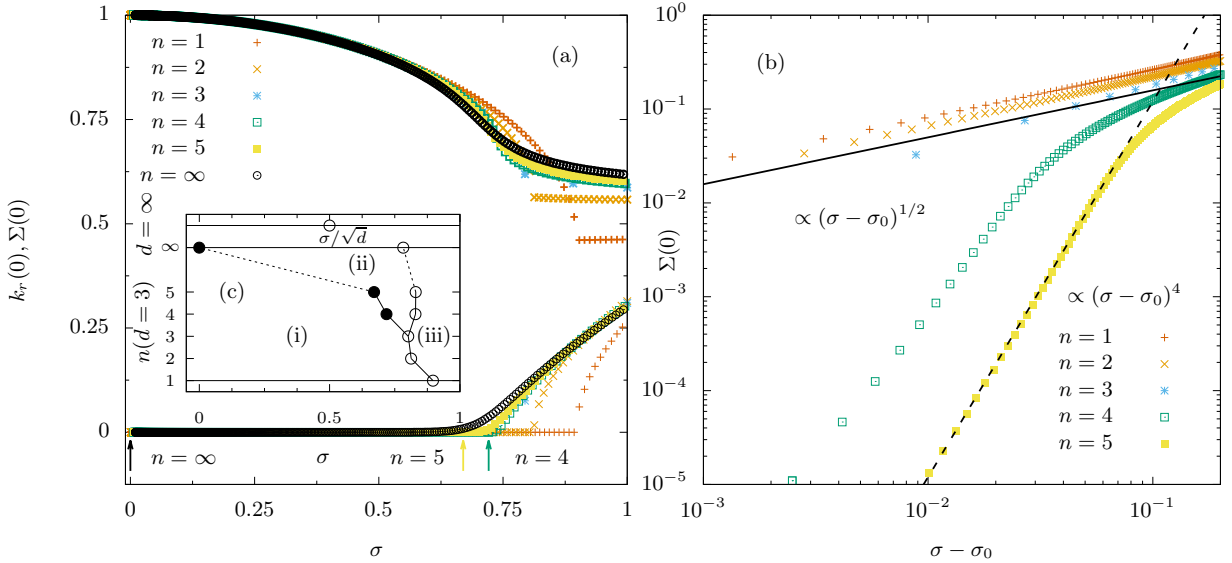 k_r(0), Σ(0)
1
0.75
0.5
0.25
0
(a)
n = 1
n = 2
n = 3
n = 4
n = 5
n = ∞
d = ∞
n(d = 3)
∞
5
4
3
2
1
σ/√d
(c)
(i)
(ii)
(iii)
0
0.5
1
n = ∞
σ
n = 5
n = 4
0
0.25
0.5
0.75
1
σ
Σ(0)
10^0
10^−1
10^−2
10^−3
10^−4
10^−5
(b)
∝ (σ − σ_0)^{1/2}
∝ (σ − σ_0)^4
n = 1
n = 2
n = 3
n = 4
n = 5
10^−3
10^−2
10^−1
σ − σ_0